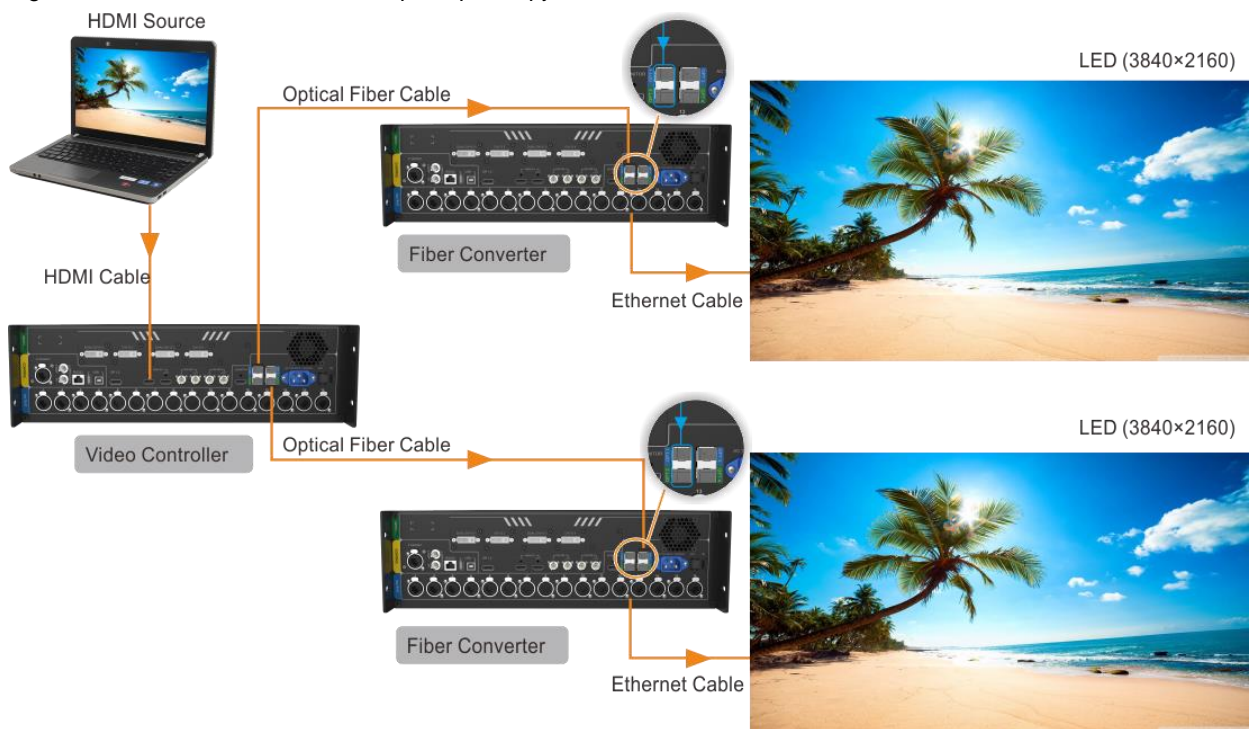 HDMI Source
LED (3840×2160)
Optical Fiber Cable
Fiber Converter
HDMI Cable
Ethernet Cable
Video Controller
Optical Fiber Cable
LED (3840×2160)
Fiber Converter
Ethernet Cable